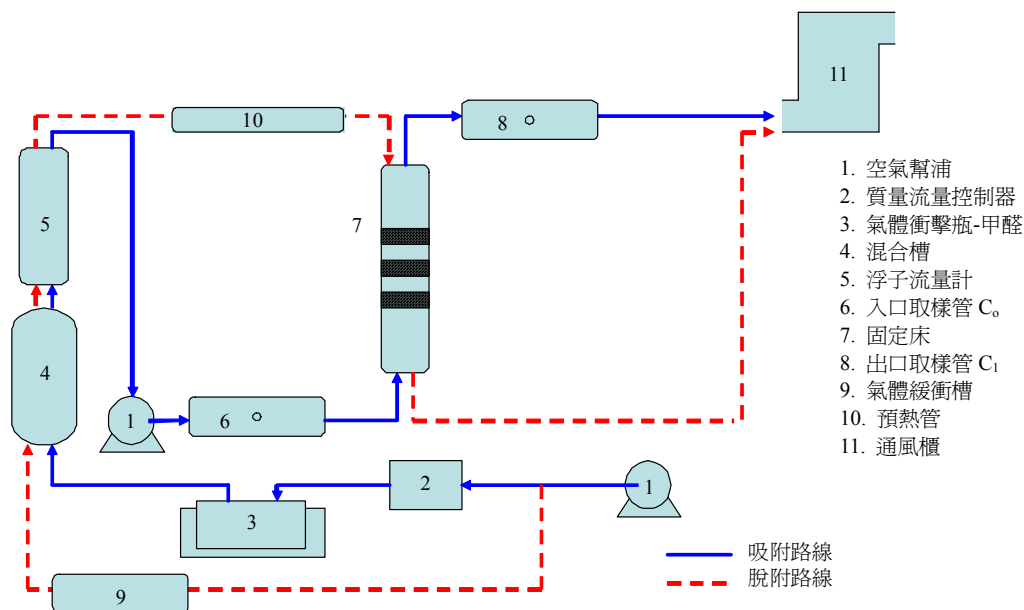 10
8
11
5
7
4
1
6
2
1
3
9
1. 空氣幫浦
2. 質量流量控制器
3. 氣體衝擊瓶-甲醛
4. 混合槽
5. 浮子流量計
6. 入口取樣管 Co
7. 固定床
8. 出口取樣管 C1
9. 氣體緩衝槽
10. 預熱管
11. 通風櫃
吸附路線
脫附路線